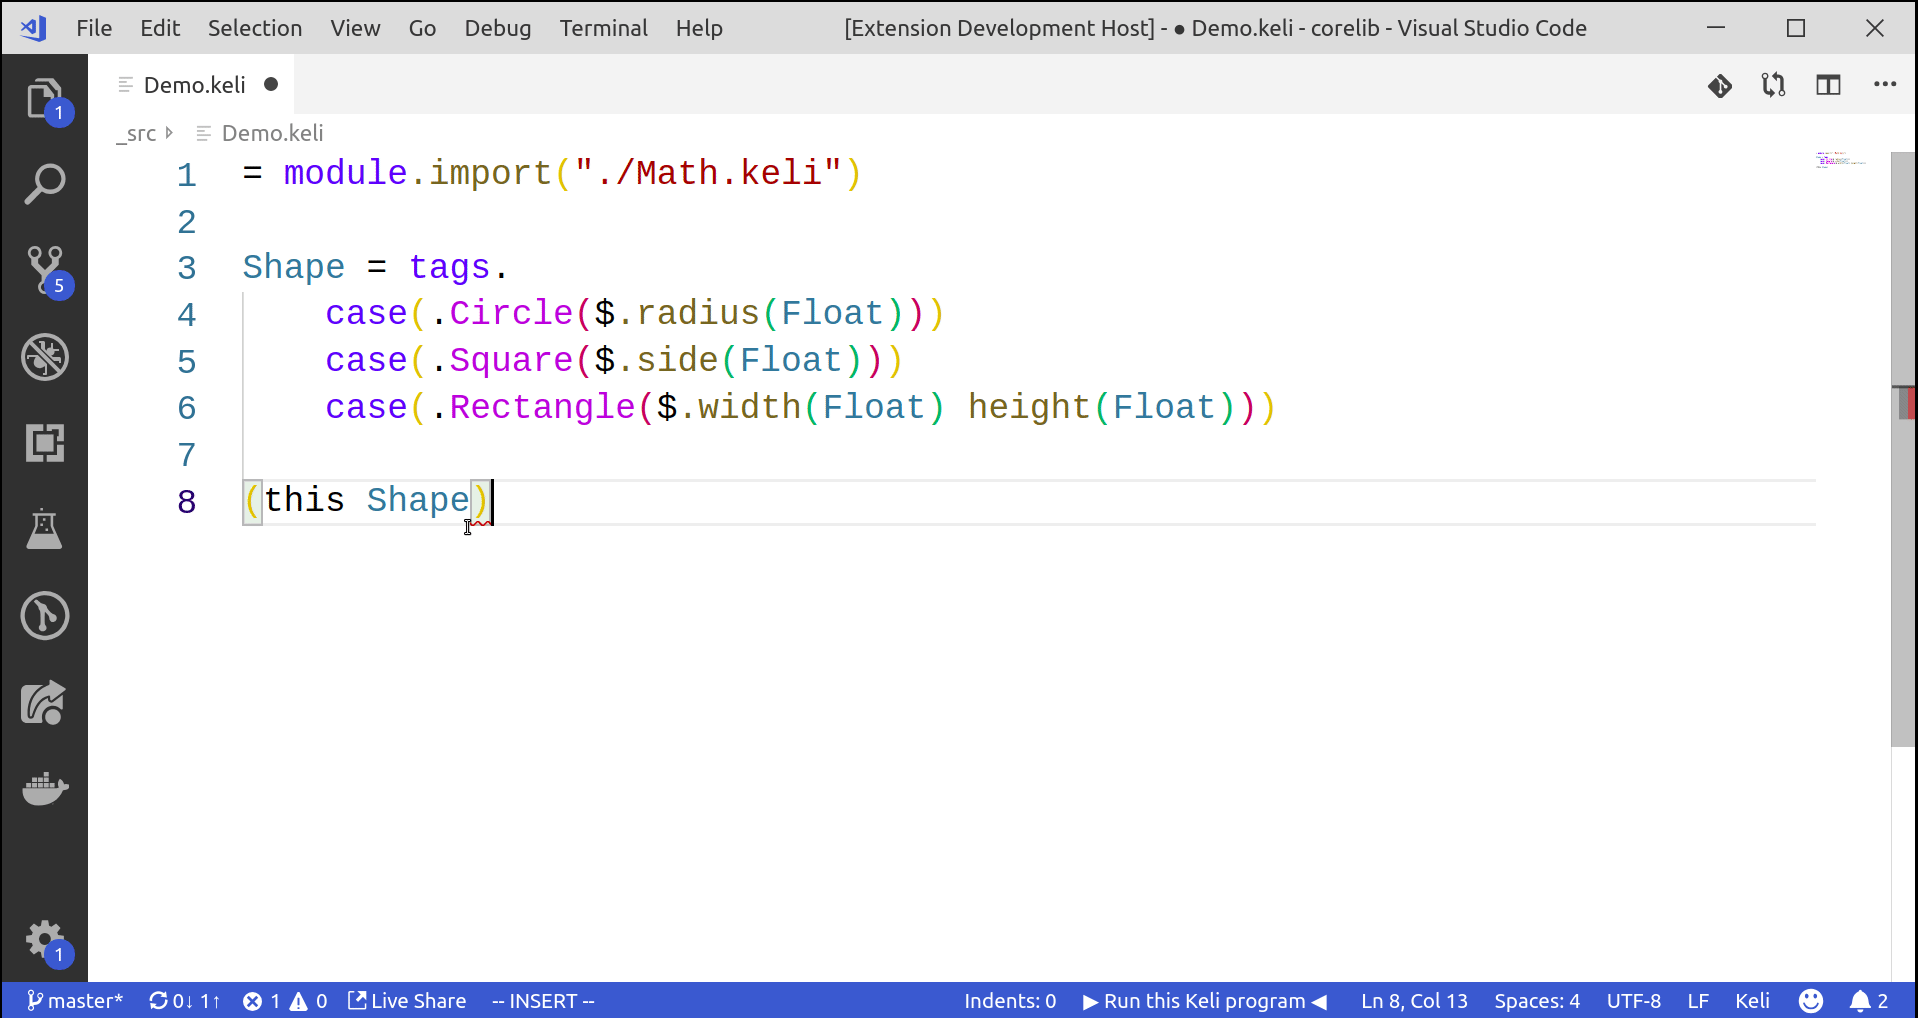 File Edit Selection View Go Debug Terminal Help [Extension Development Host] - ● Demo.keli - corelib - Visual Studio Code
Demo.keli ●
_src Demo.keli
1 = module.import("./Math.keli")
2
3 Shape = tags.
4 case(.Circle($.radius(Float)))
5 case(.Square($.side(Float)))
6 case(.Rectangle($.width(Float) height(Float)))
7
8 (this Shape)
1
5
1
master* 0↓ 1↑ 1 0 Live Share -- INSERT -- Indents: 0 ▶ Run this Keli program ◀ Ln 8, Col 13 Spaces: 4 UTF-8 LF Keli 2